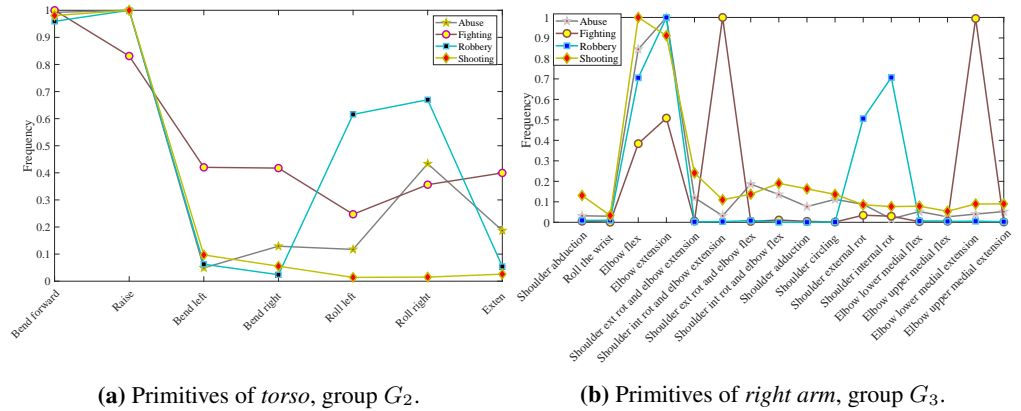 1
0.9
0.8
0.7
0.6
0.5
0.4
0.3
0.2
0.1
0
Frequency
Abuse
Fighting
Robbery
Shooting
Bend forward
Raise
Bend left
Bend right
Roll left
Roll right
Exten
(a) Primitives of torso, group G2.
1
0.9
0.8
0.7
0.6
0.5
0.4
0.3
0.2
0.1
0
Frequency
Abuse
Fighting
Robbery
Shooting
Shoulder abduction
Roll the wrist
Elbow flex
Elbow extension
Shoulder ext rot and elbow extension
Shoulder int rot and elbow extension
Shoulder ext rot and elbow flex
Shoulder int rot and elbow flex
Shoulder adduction
Shoulder circling
Shoulder external rot
Shoulder internal rot
Elbow lower medial flex
Elbow upper medial flex
Elbow lower medial extension
Elbow upper medial extension
(b) Primitives of right arm, group G3.